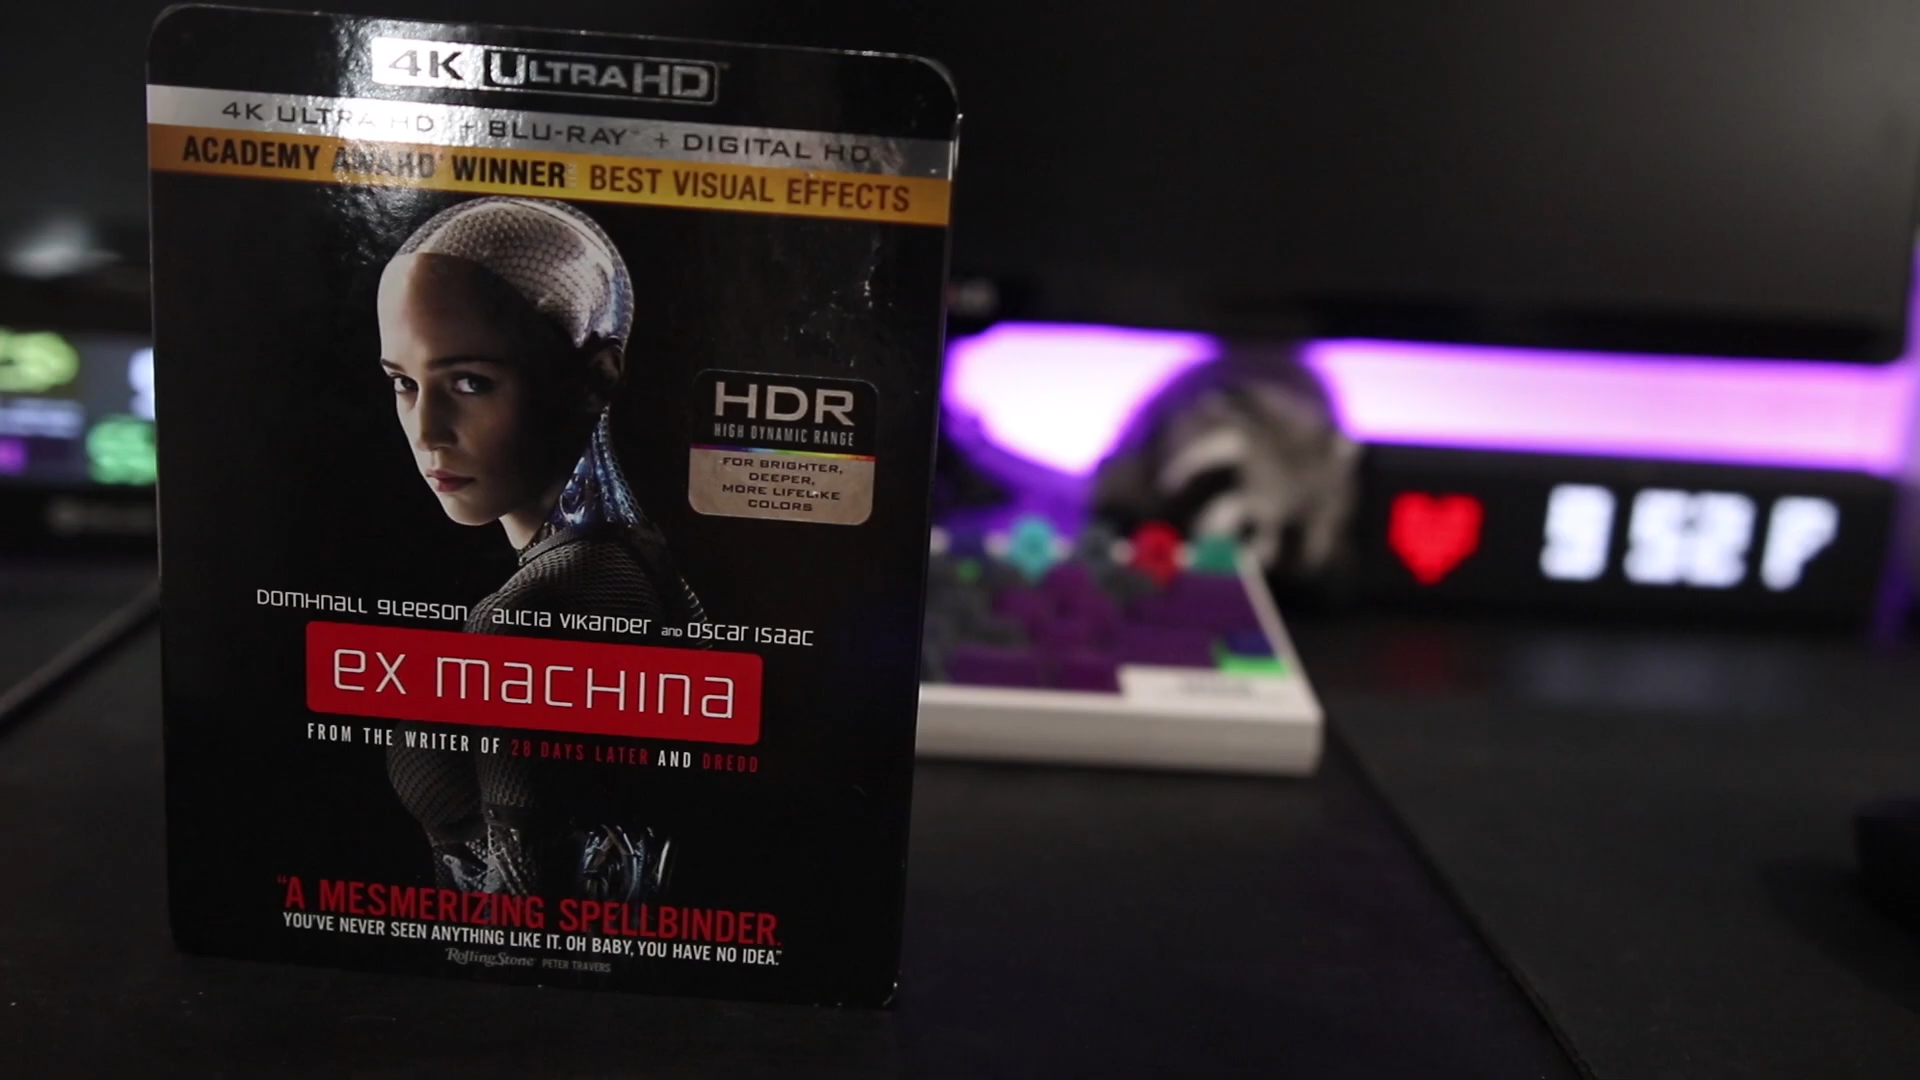 4K ULTRA HD™
4K ULTRA HD™ + BLU-RAY™ + DIGITAL HD
ACADEMY AWARD® WINNER BEST VISUAL EFFECTS
HDR
HIGH DYNAMIC RANGE
FOR BRIGHTER,
DEEPER,
MORE LIFELIKE
COLORS
DOMHNALL GLEESON ALICIA VIKANDER AND OSCAR ISAAC
ex machina
FROM THE WRITER OF 28 DAYS LATER AND DREDD
"A MESMERIZING SPELLBINDER.
YOU'VE NEVER SEEN ANYTHING LIKE IT. OH BABY, YOU HAVE NO IDEA."
RollingStone PETER TRAVERS